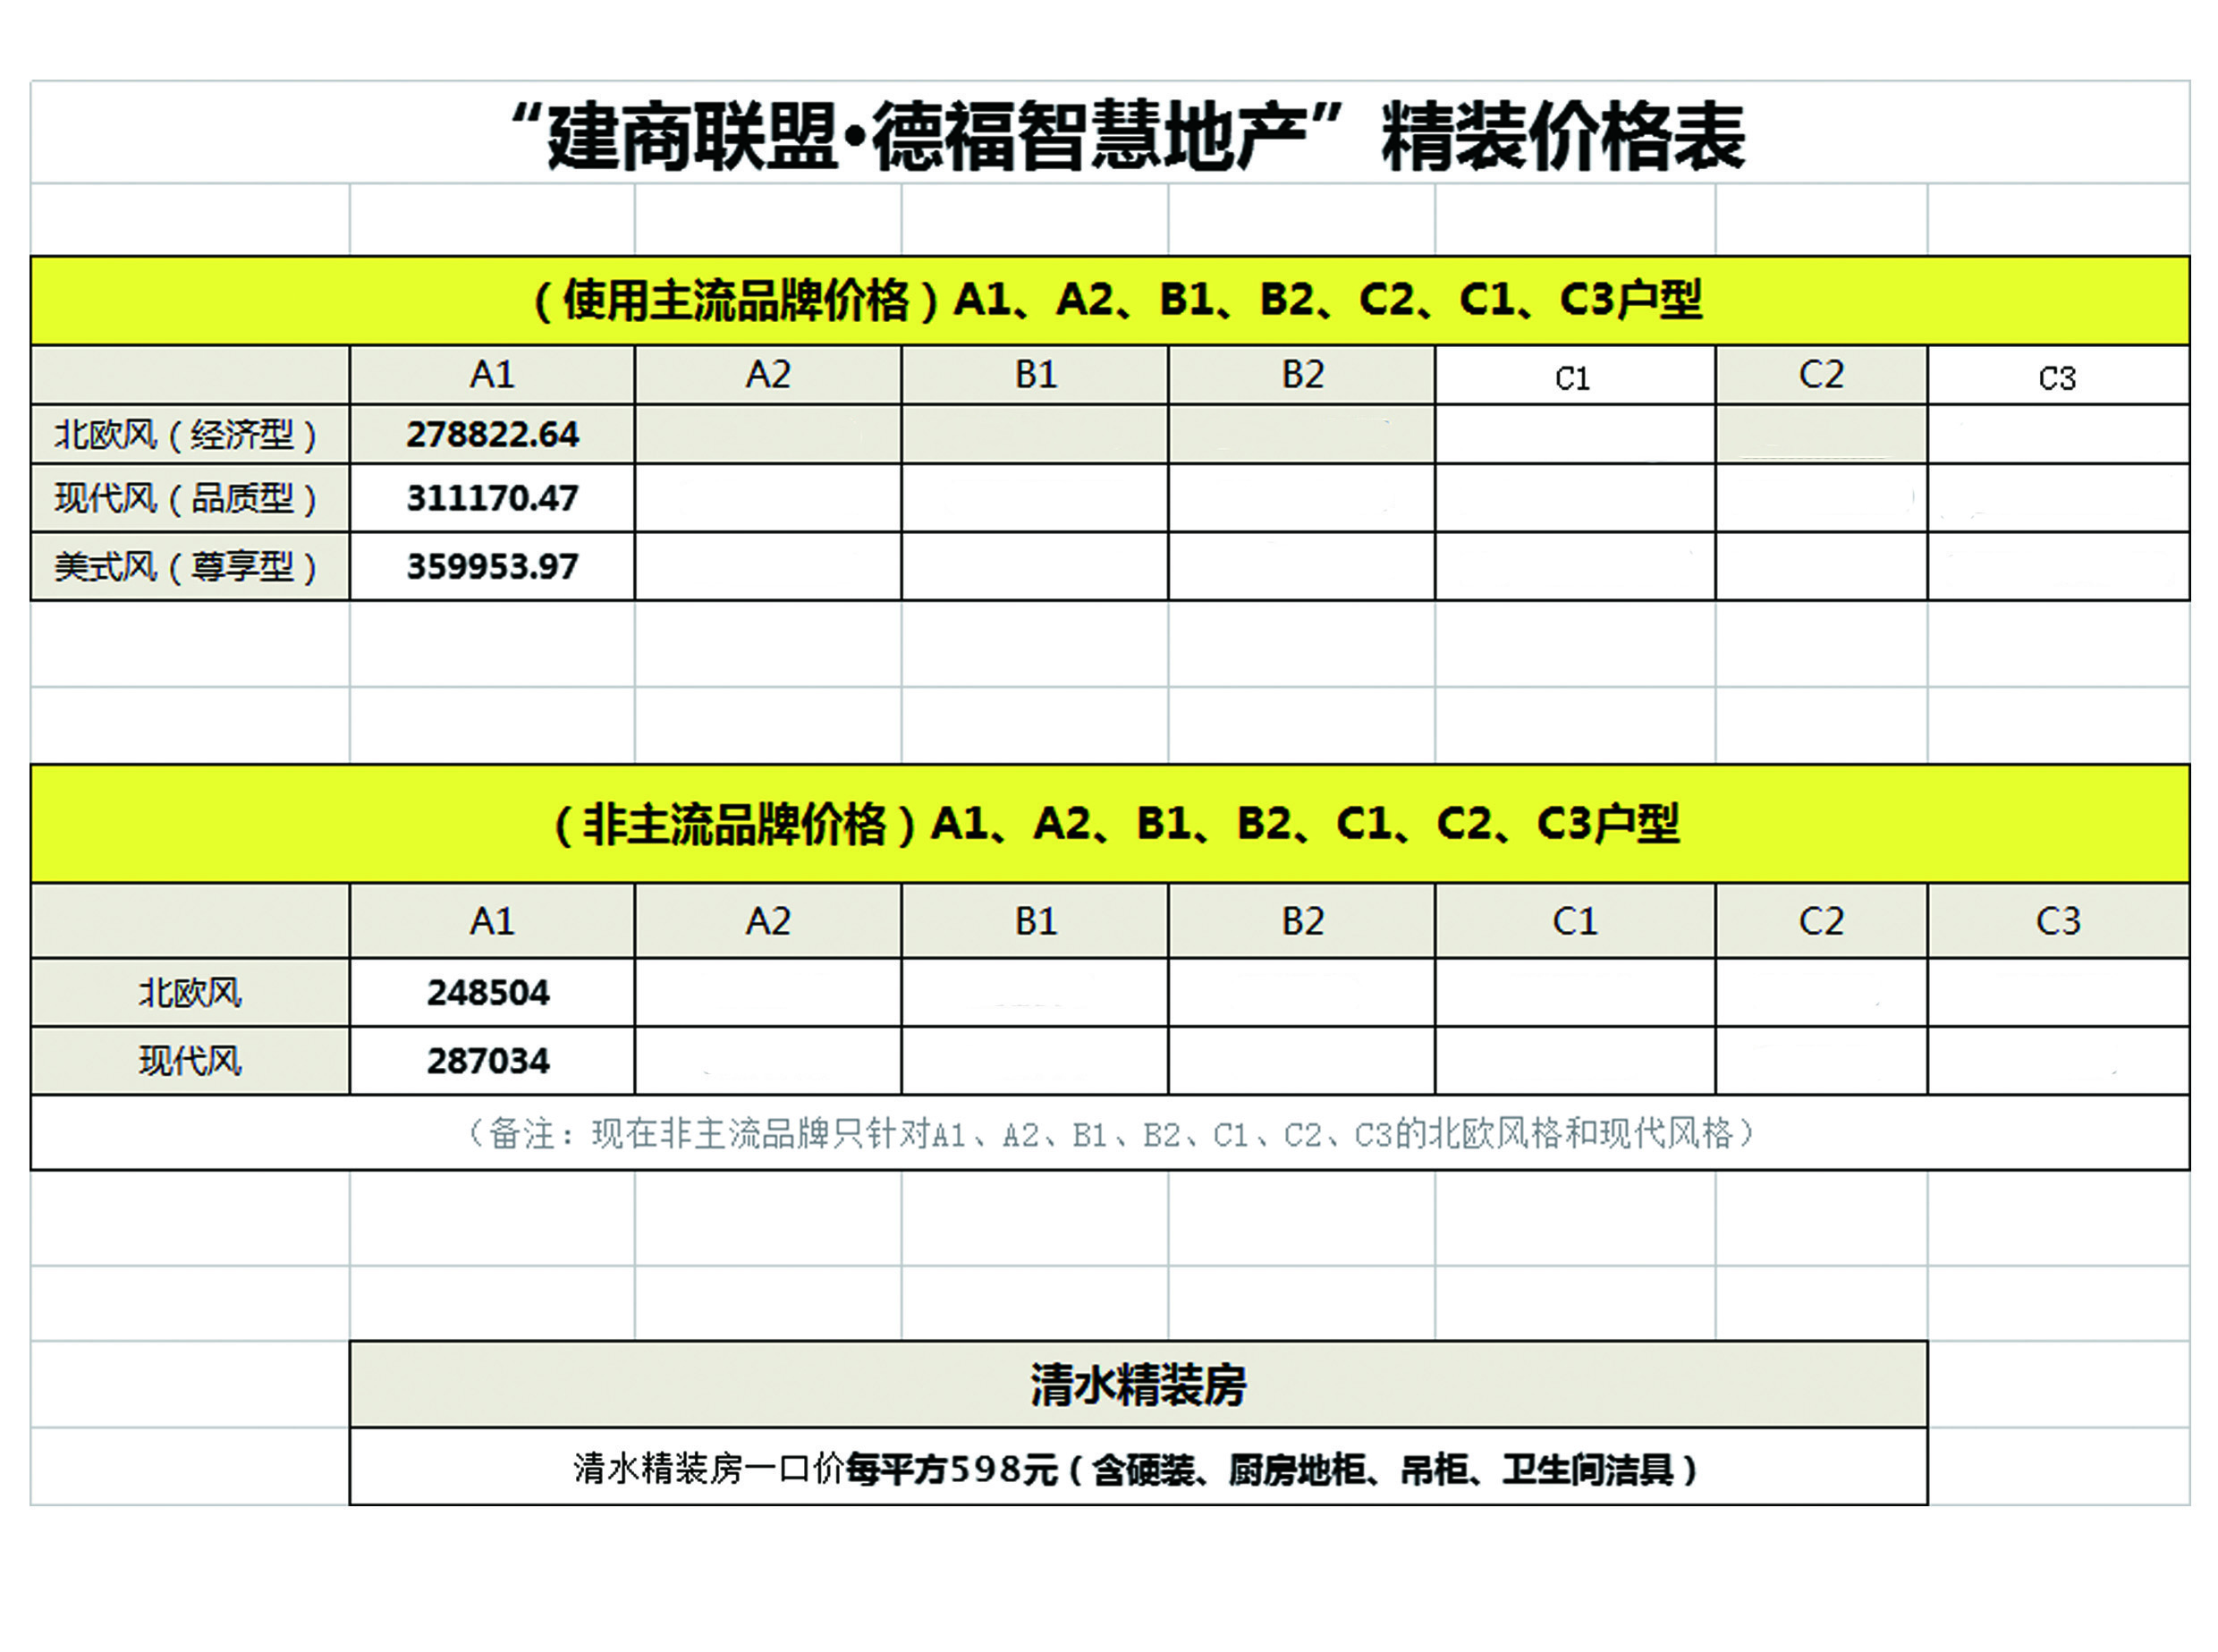 “建商联盟•德福智慧地产”精装价格表
（使用主流品牌价格）A1、A2、B1、B2、C2、C1、C3户型
A1 A2 B1 B2 C1 C2 C3
北欧风（经济型） 278822.64
现代风（品质型） 311170.47
美式风（尊享型） 359953.97
（非主流品牌价格）A1、A2、B1、B2、C1、C2、C3户型
A1 A2 B1 B2 C1 C2 C3
北欧风 248504
现代风 287034
（备注：现在非主流品牌只针对A1、A2、B1、B2、C1、C2、C3的北欧风格和现代风格）
清水精装房
清水精装房一口价每平方598元（含硬装、厨房地柜、吊柜、卫生间洁具）